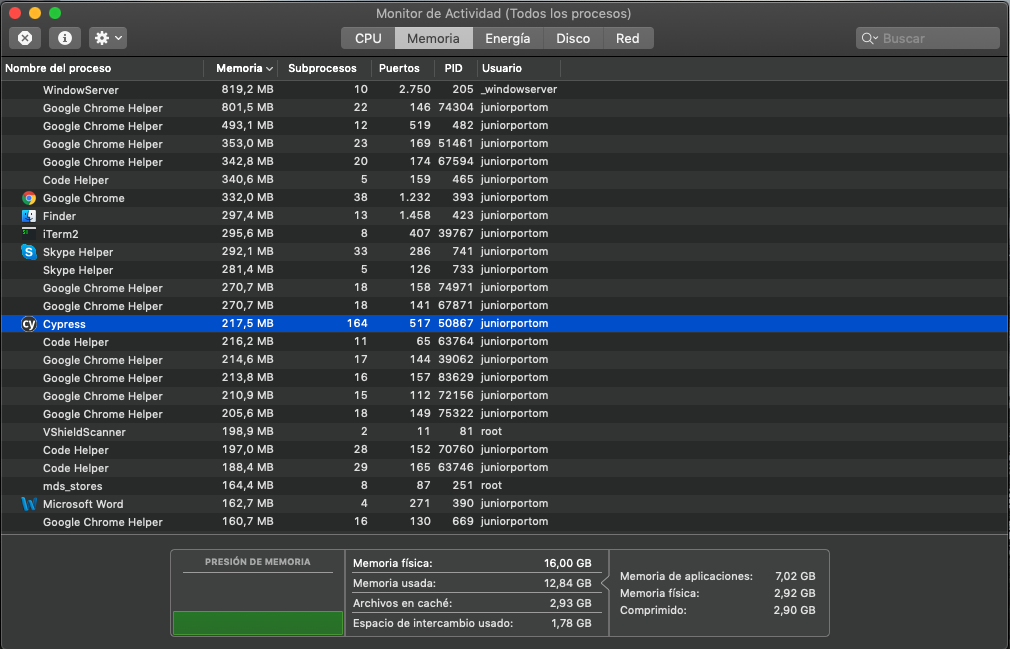 Monitor de Actividad (Todos los procesos)
CPU Memoria Energía Disco Red Buscar
Nombre del proceso Memoria Subprocesos Puertos PID Usuario
WindowServer 819,2 MB 10 2.750 205 _windowserver
Google Chrome Helper 801,5 MB 22 146 74304 juniorportom
Google Chrome Helper 493,1 MB 12 519 482 juniorportom
Google Chrome Helper 353,0 MB 23 169 51461 juniorportom
Google Chrome Helper 342,8 MB 20 174 67594 juniorportom
Code Helper 340,6 MB 5 159 465 juniorportom
Google Chrome 332,0 MB 38 1.232 393 juniorportom
Finder 297,4 MB 13 1.458 423 juniorportom
iTerm2 295,6 MB 8 407 39767 juniorportom
S Skype Helper 292,1 MB 33 286 741 juniorportom
Skype Helper 281,4 MB 5 126 733 juniorportom
Google Chrome Helper 270,7 MB 18 158 74971 juniorportom
Google Chrome Helper 270,7 MB 18 141 67871 juniorportom
cy Cypress 217,5 MB 164 517 50867 juniorportom
Code Helper 216,2 MB 11 65 63764 juniorportom
Google Chrome Helper 214,6 MB 17 144 39062 juniorportom
Google Chrome Helper 213,8 MB 16 157 83629 juniorportom
Google Chrome Helper 210,9 MB 15 112 72156 juniorportom
Google Chrome Helper 205,6 MB 18 149 75322 juniorportom
VShieldScanner 198,9 MB 2 11 81 root
Code Helper 197,0 MB 28 152 70760 juniorportom
Code Helper 188,4 MB 29 165 63746 juniorportom
mds_stores 164,4 MB 8 87 251 root
W Microsoft Word 162,7 MB 4 271 390 juniorportom
Google Chrome Helper 160,7 MB 16 130 669 juniorportom
PRESIÓN DE MEMORIA
Memoria física: 16,00 GB
Memoria usada: 12,84 GB
Archivos en caché: 2,93 GB
Espacio de intercambio usado: 1,78 GB
Memoria de aplicaciones: 7,02 GB
Memoria física: 2,92 GB
Comprimido: 2,90 GB